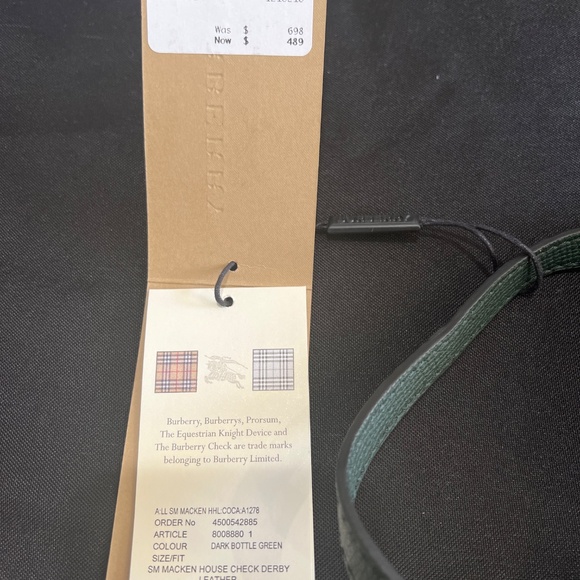 Was $ 698
Now $ 489
BERRY
BURBERRY
Burberry, Burberrys, Prorsum,
The Equestrian Knight Device and
The Burberry Check are trade marks
belonging to Burberry Limited.
A:LL SM MACKEN HHL:COCA:A1278
ORDER No 4500542885
ARTICLE 8008880 1
COLOUR DARK BOTTLE GREEN
SIZE/FIT
SM MACKEN HOUSE CHECK DERBY
LEATHER